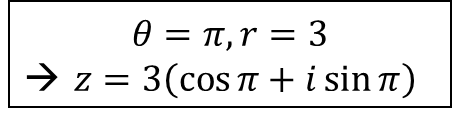 θ = π, r = 3
→ z = 3(cos π + i sin π)